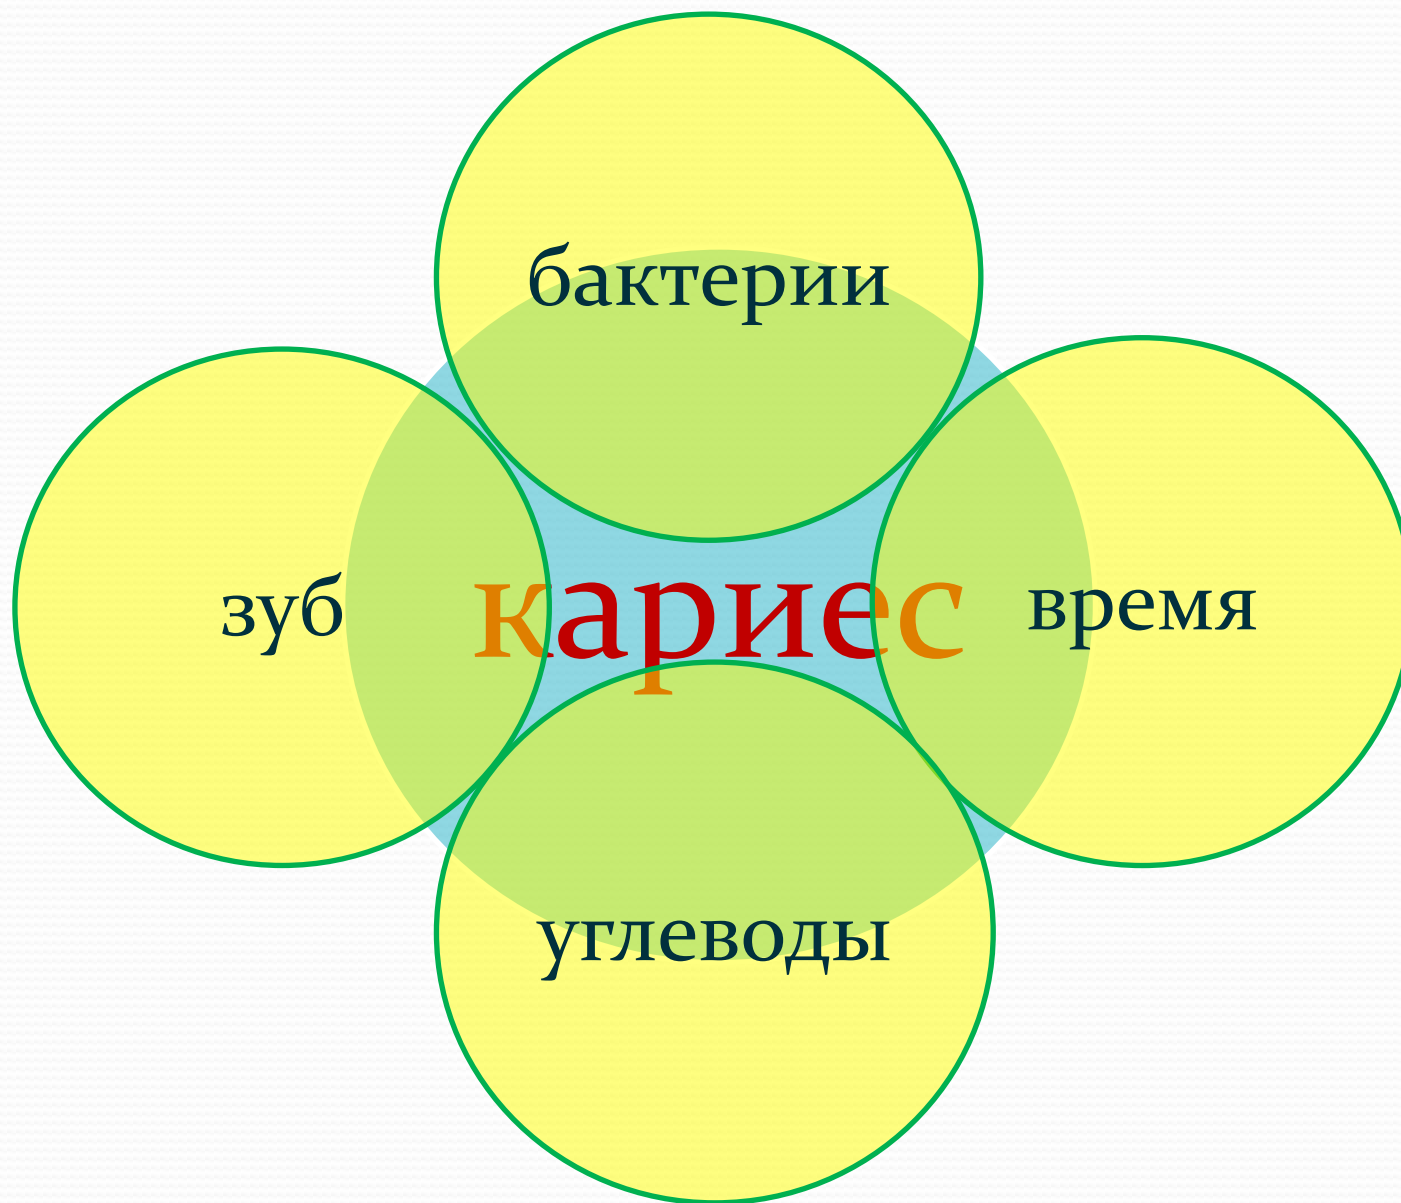 бактерии
зуб
кариес
время
углеводы